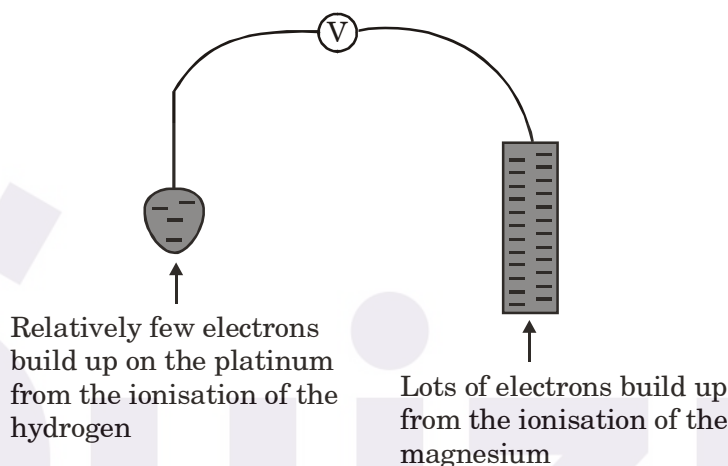 V
Relatively few electrons
build up on the platinum
from the ionisation of the
hydrogen
Lots of electrons build up
from the ionisation of the
magnesium